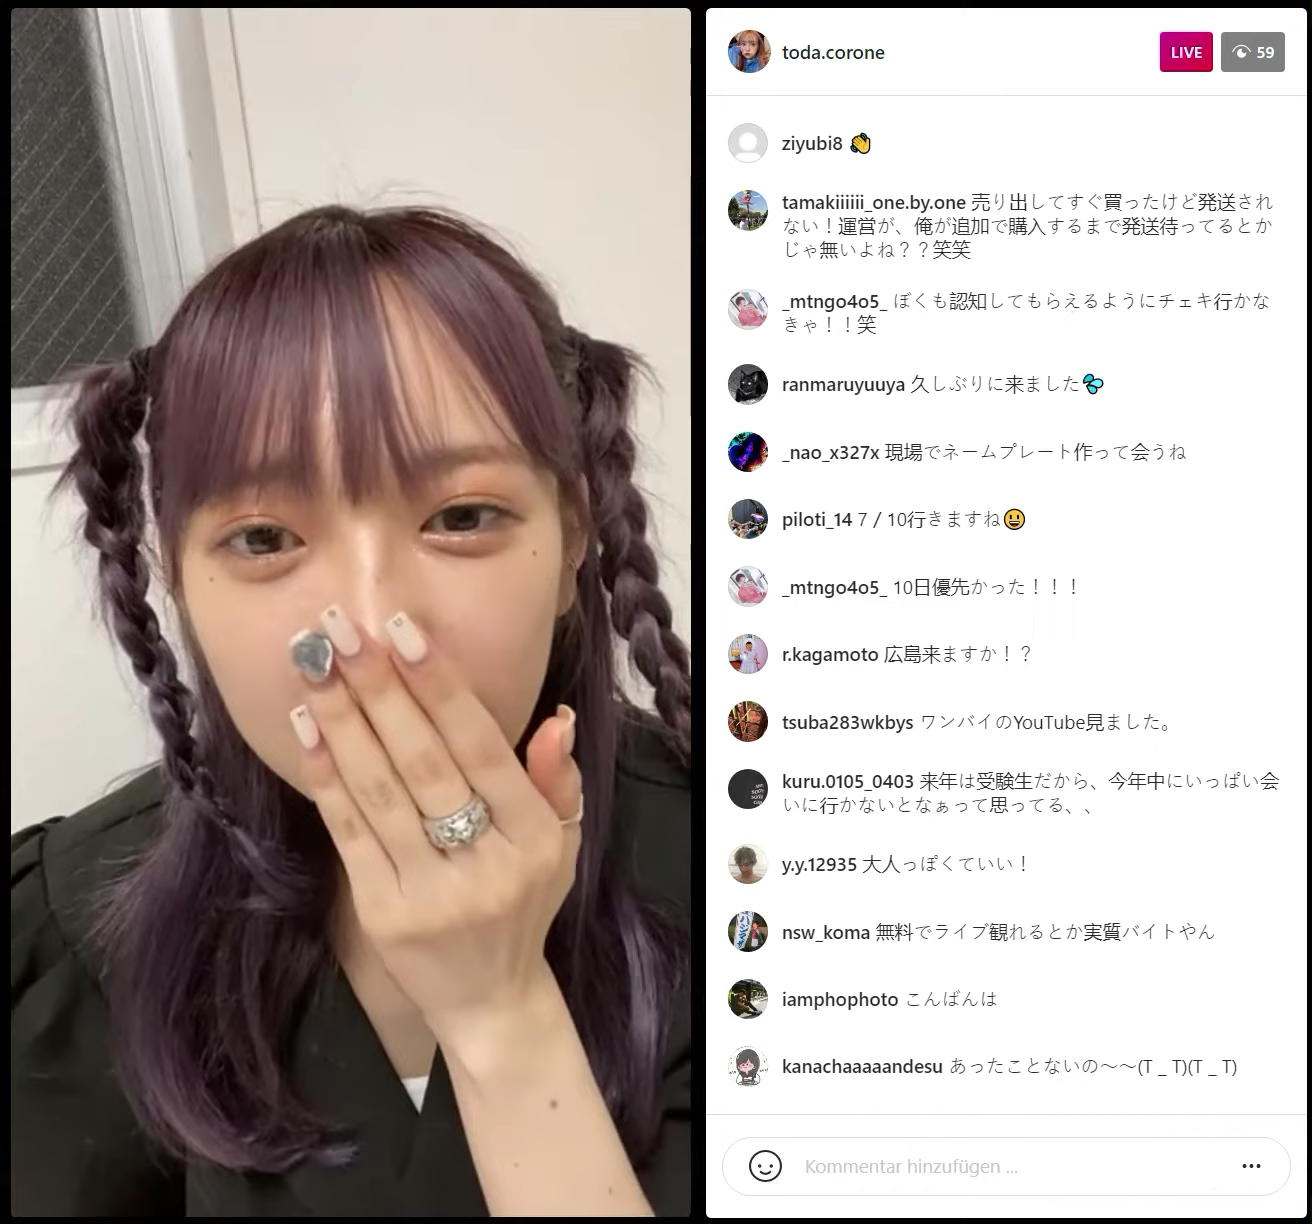 toda.corone
LIVE
59
ziyubi8 👏
tamakiiiiii_one.by.one 売り出してすぐ買ったけど発送され
ない！運営が、俺が追加で購入するまで発送待ってるとか
じゃ無いよね？？笑笑
_mtngo4o5_ ぼくも認知してもらえるようにチェキ行かな
きゃ！！笑
ranmaruyuuya 久しぶりに来ました💦
_nao_x327x 現場でネームプレート作って会うね
piloti_14 7 / 10行きますね😃
_mtngo4o5_ 10日優先かった！！！
r.kagamoto 広島来ますか！？
tsuba283wkbys ワンバイのYouTube見ました。
kuru.0105_0403 来年は受験生だから、今年中にいっぱい会
いに行かないとなぁって思ってる、、
y.y.12935 大人っぽくていい！
nsw_koma 無料でライブ観れるとか実質バイトやん
iamphophoto こんばんは
kanachaaaaandesu あったことないの〜〜(T _ T)(T _ T)
Kommentar hinzufügen ...